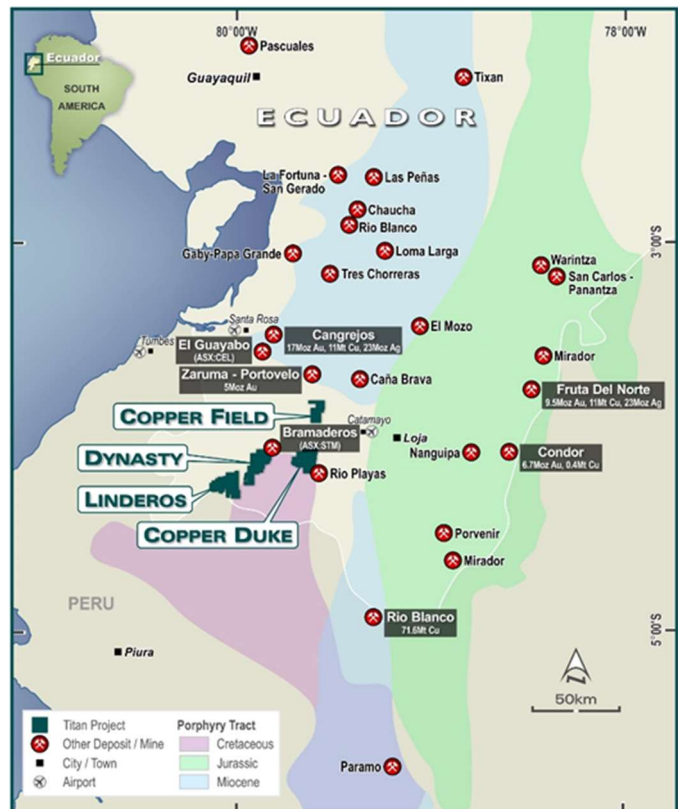 80°00'W
78°00'W
Ecuador
SOUTH
AMERICA
Pascuales
Guayaquil
Tixan
ECUADOR
La Fortuna -
San Gerado
Las Peñas
Chaucha
Rio Blanco
Gaby-Papa Grande
Loma Larga
3°00'S
Warintza
San Carlos -
Panantza
Tres Chorreras
Santa Rosa
Tumbes
El Guayabo
(ASX:CEL)
Cangrejos
17Moz Au, 11Mt Cu, 23Moz Ag
El Mozo
Mirador
Zaruma - Portovelo
5Moz Au
Caña Brava
Fruta Del Norte
9.5Moz Au, 11Mt Cu, 23Moz Ag
COPPER FIELD
Catamayo
Bramaderos
(ASX:STM)
Loja
DYNASTY
Nanguipa
Condor
6.7Moz Au, 0.4Mt Cu
Rio Playas
LINDEROS
COPPER DUKE
Porvenir
Mirador
PERU
Rio Blanco
71.6Mt Cu
5°00'S
Piura
50km
Titan Project
Other Deposit / Mine
City / Town
Airport
Porphyry Tract
Cretaceous
Jurassic
Miocene
Paramo